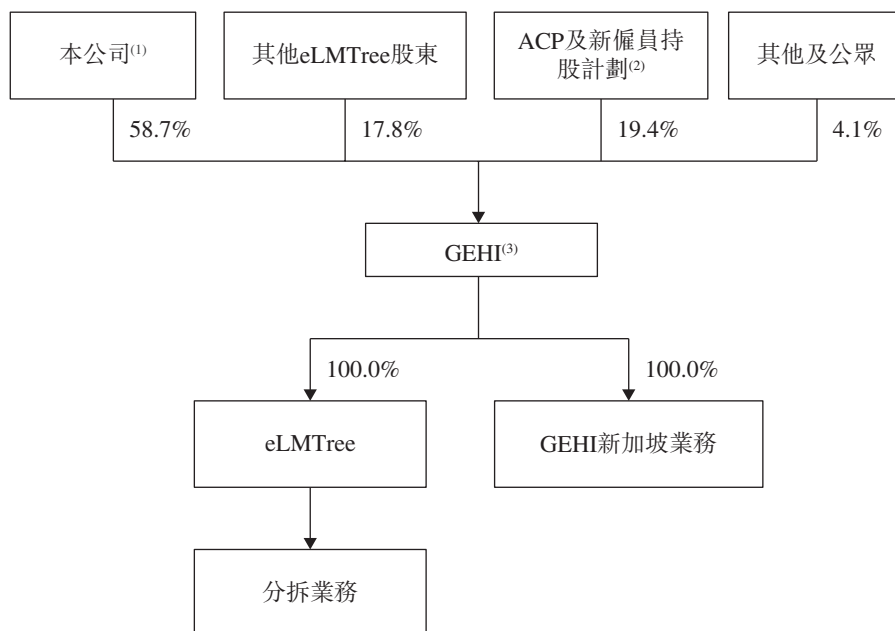 本公司(1)
其他eLMTree股東
ACP及新僱員持
股計劃(2)
其他及公眾
58.7%
17.8%
19.4%
4.1%
GEHI(3)
100.0%
100.0%
eLMTree
GEHI新加坡業務
分拆業務